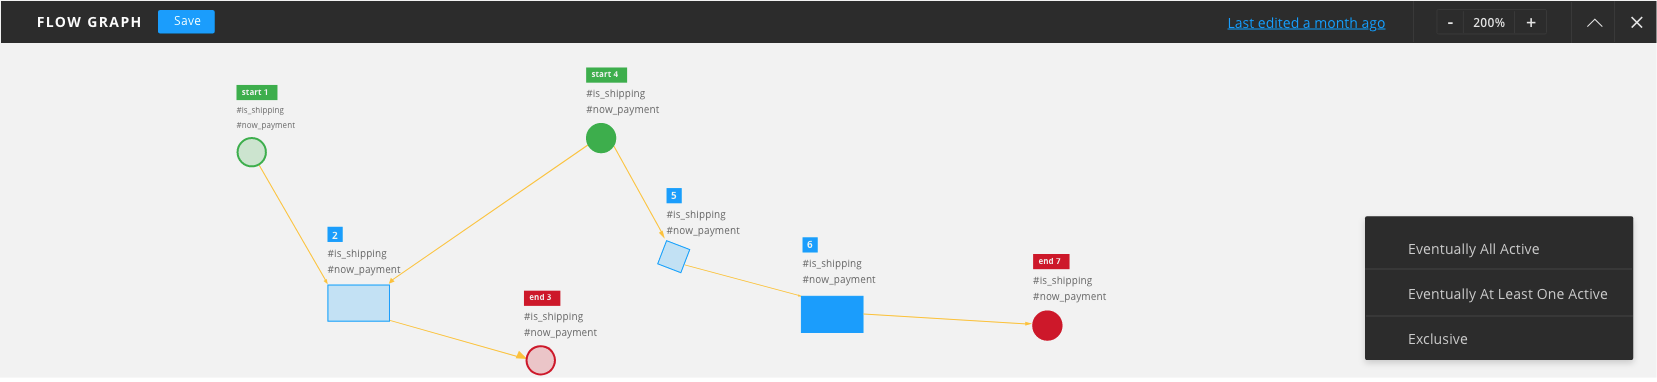 FLOW GRAPH
Save
Last edited a month ago
-
200%
+
start 1
#is_shipping
#now_payment
start 4
#is_shipping
#now_payment
2
#is_shipping
#now_payment
5
#is_shipping
#now_payment
end 3
#is_shipping
#now_payment
6
#is_shipping
#now_payment
end 7
#is_shipping
#now_payment
Eventually All Active
Eventually At Least One Active
Exclusive